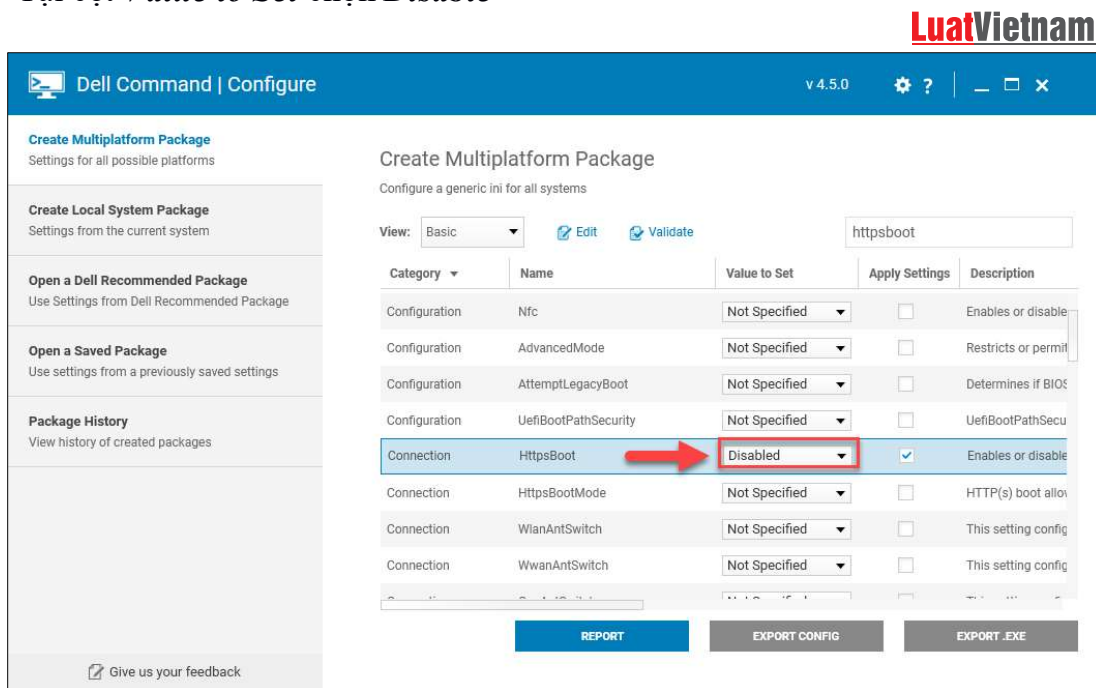 Value to Set chọn Disable
LuatVietnam
Dell Command | Configure
v 4.5.0
?
Create Multiplatform Package
Settings for all possible platforms
Create Local System Package
Settings from the current system
Open a Dell Recommended Package
Use Settings from Dell Recommended Package
Open a Saved Package
Use settings from a previously saved settings
Package History
View history of created packages
Give us your feedback
Create Multiplatform Package
Configure a generic ini for all systems
View: Basic Edit Validate httpsboot
Category Name Value to Set Apply Settings Description
Configuration Nfc Not Specified Enables or disable
Configuration AdvancedMode Not Specified Restricts or permit
Configuration AttemptLegacyBoot Not Specified Determines if BIOS
Configuration UefiBootPathSecurity Not Specified UefiBootPathSecu
Connection HttpsBoot Disabled Enables or disable
Connection HttpsBootMode Not Specified HTTP(s) boot allov
Connection WlanAntSwitch Not Specified This setting config
Connection WwanAntSwitch Not Specified This setting config
REPORT EXPORT CONFIG EXPORT .EXE